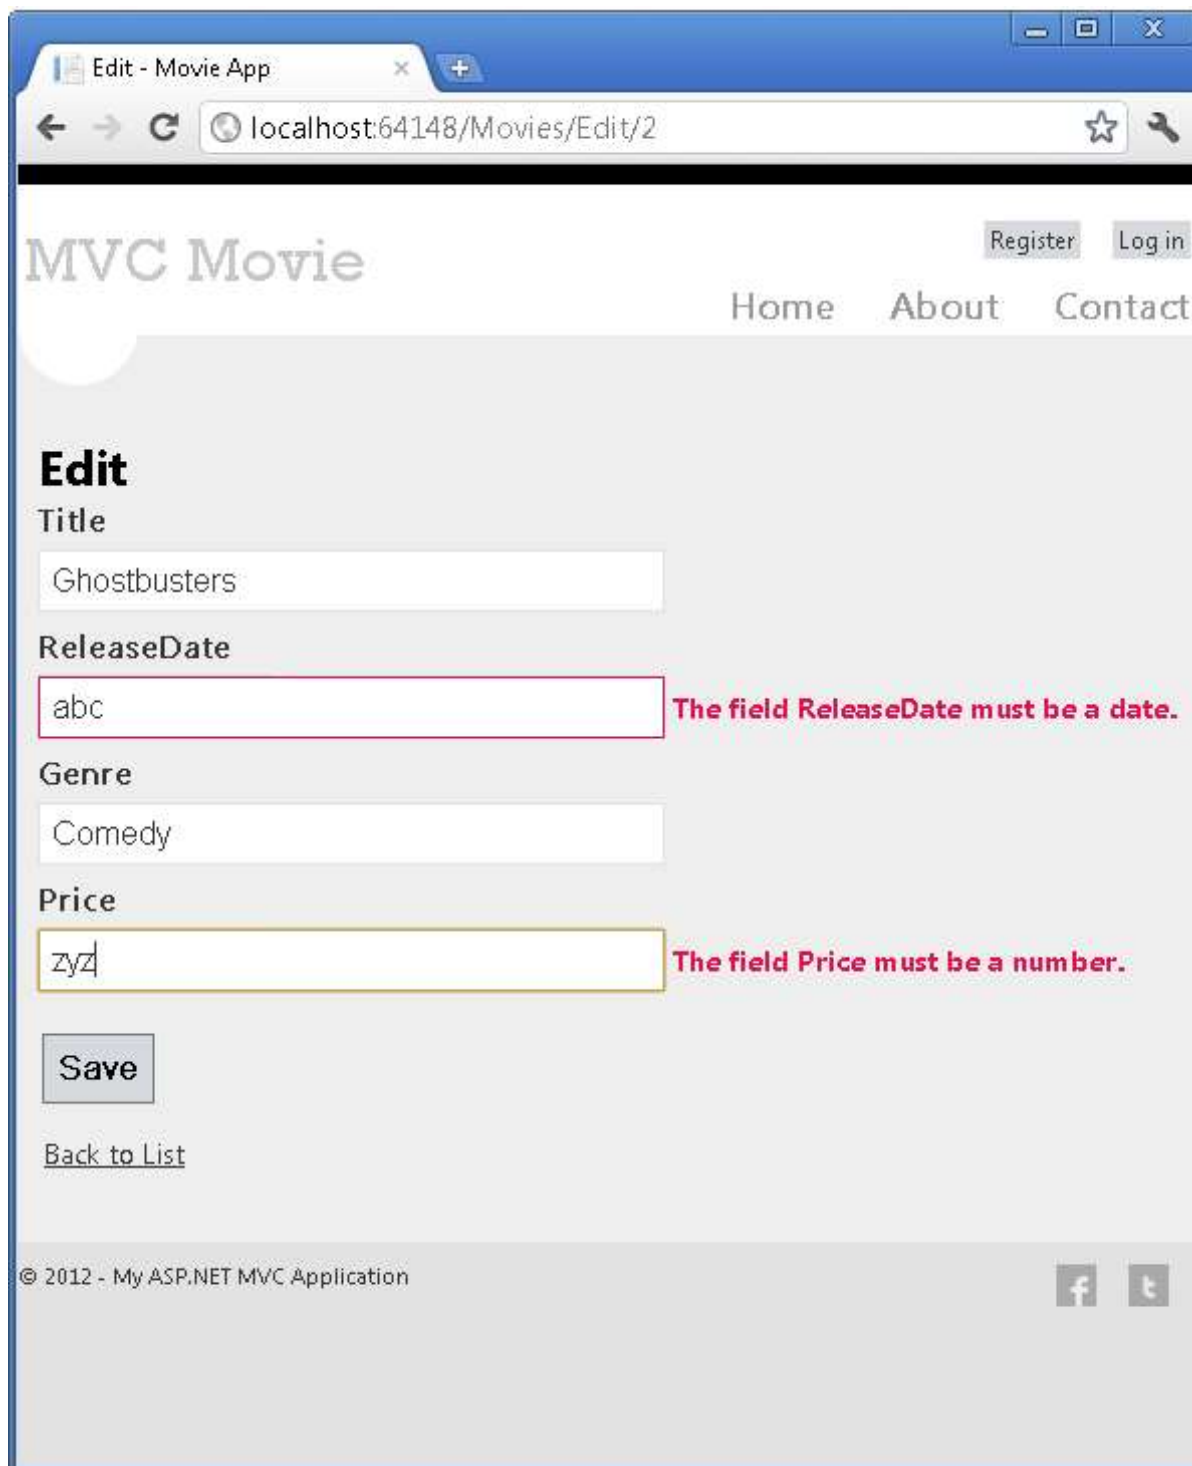 Edit - Movie App
localhost:64148/Movies/Edit/2
Register Log in
MVC Movie
Home About Contact
Edit
Title
Ghostbusters
ReleaseDate
abc The field ReleaseDate must be a date.
Genre
Comedy
Price
zyz The field Price must be a number.
Save
Back to List
© 2012 - My ASP.NET MVC Application